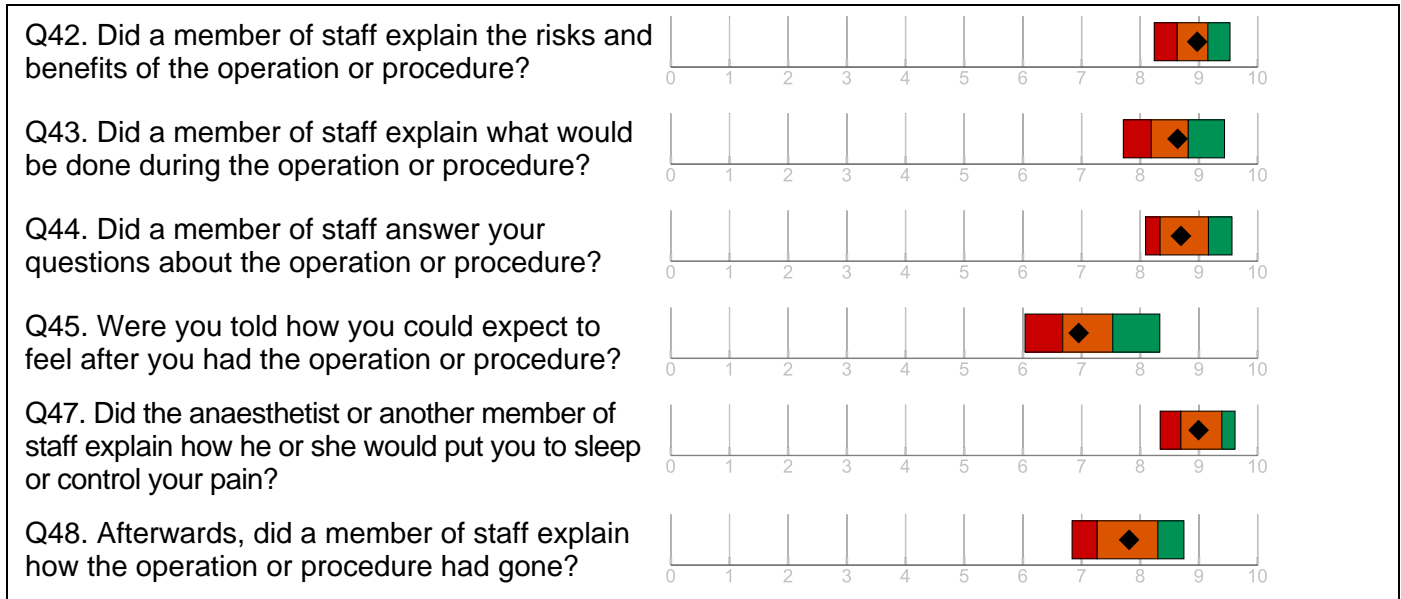 Q42. Did a member of staff explain the risks and
benefits of the operation or procedure?
0 1 2 3 4 5 6 7 8 9 10
Q43. Did a member of staff explain what would
be done during the operation or procedure?
0 1 2 3 4 5 6 7 8 9 10
Q44. Did a member of staff answer your
questions about the operation or procedure?
0 1 2 3 4 5 6 7 8 9 10
Q45. Were you told how you could expect to
feel after you had the operation or procedure?
0 1 2 3 4 5 6 7 8 9 10
Q47. Did the anaesthetist or another member of
staff explain how he or she would put you to sleep
or control your pain?
0 1 2 3 4 5 6 7 8 9 10
Q48. Afterwards, did a member of staff explain
how the operation or procedure had gone?
0 1 2 3 4 5 6 7 8 9 10